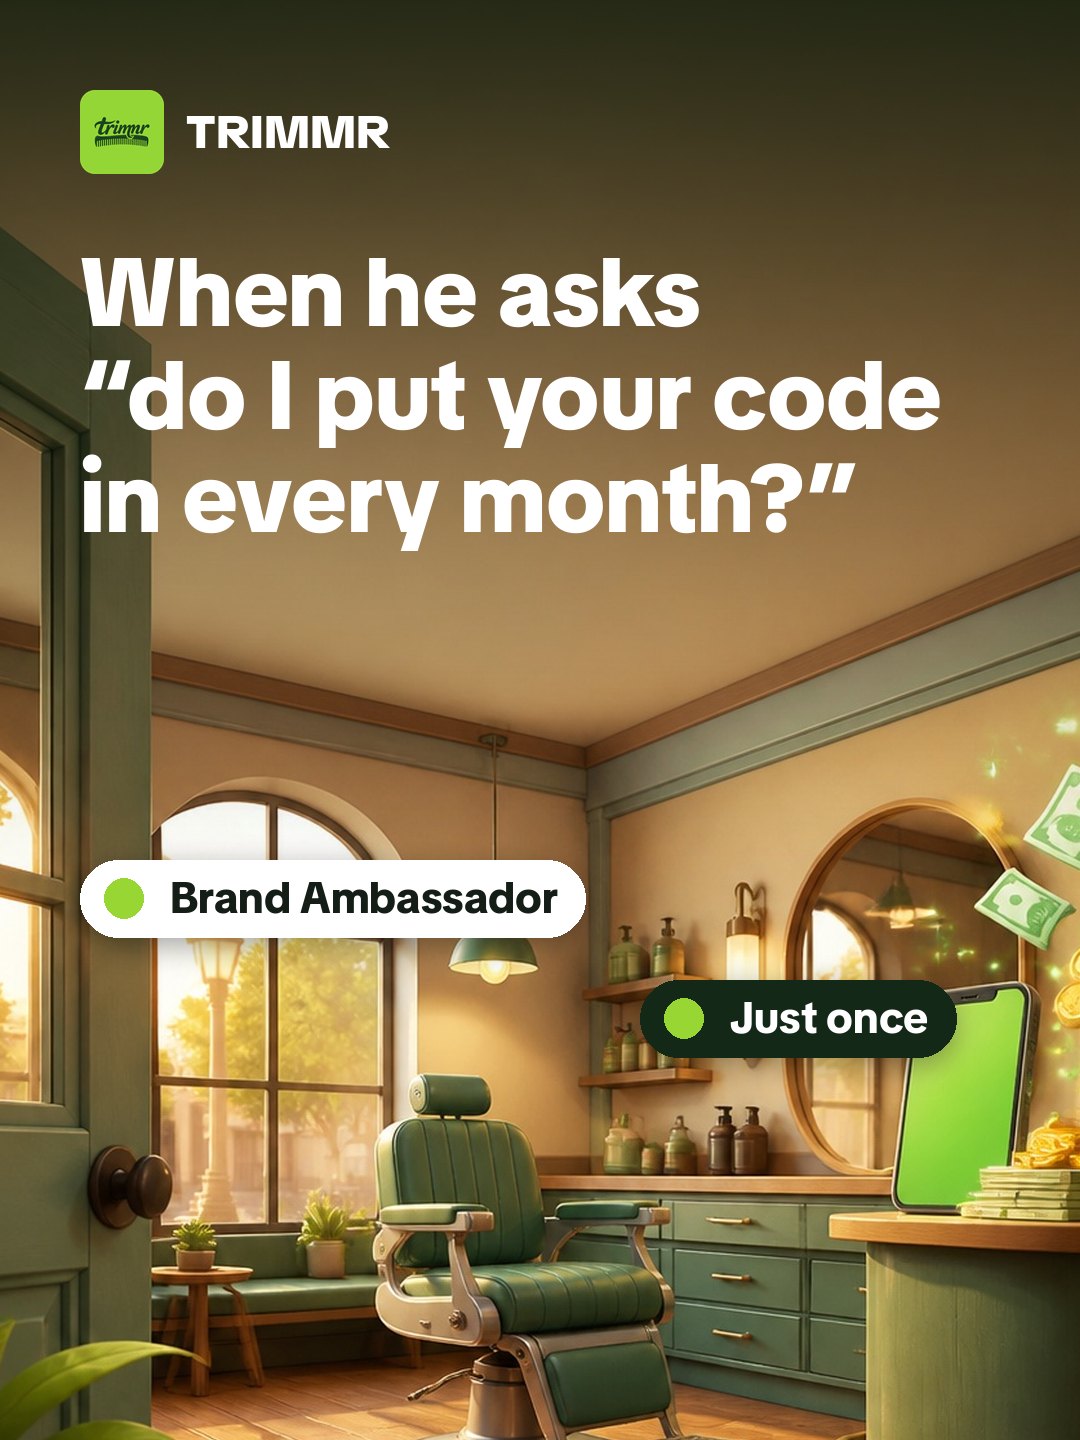 trimmr
TRIMMR
When he asks
“do I put your code
in every month?”
Brand Ambassador
Just once